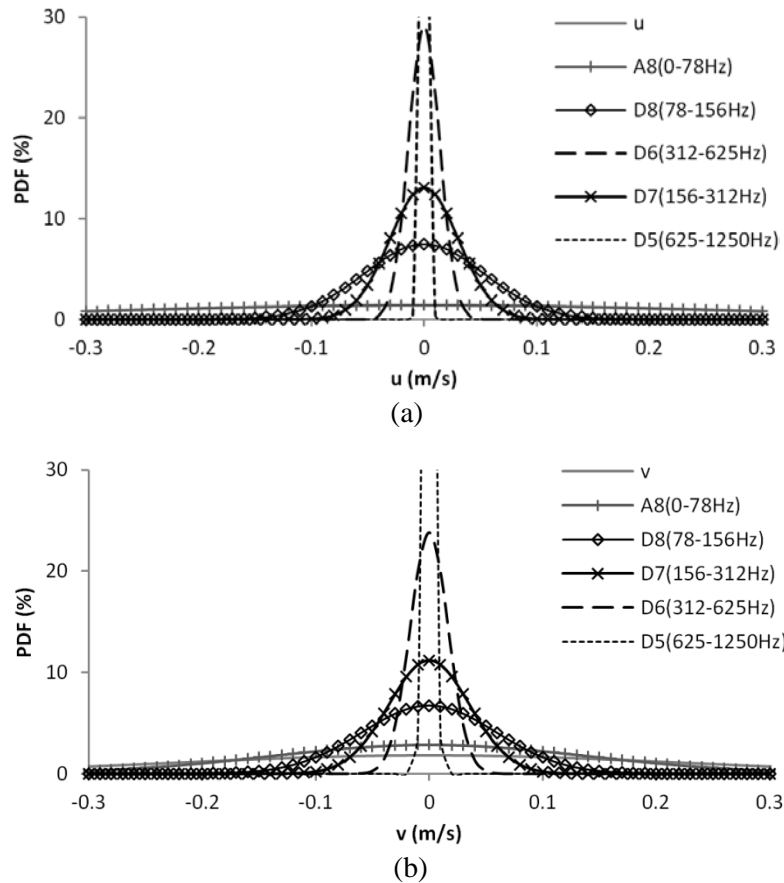 30
20
10
0
PDF (%)
-0.3
-0.2
-0.1
0
0.1
0.2
0.3
u (m/s)
u
A8(0-78Hz)
D8(78-156Hz)
D6(312-625Hz)
D7(156-312Hz)
D5(625-1250Hz)
(a)
30
20
10
0
PDF (%)
-0.3
-0.2
-0.1
0
0.1
0.2
0.3
v (m/s)
v
A8(0-78Hz)
D8(78-156Hz)
D7(156-312Hz)
D6(312-625Hz)
D5(625-1250Hz)
(b)